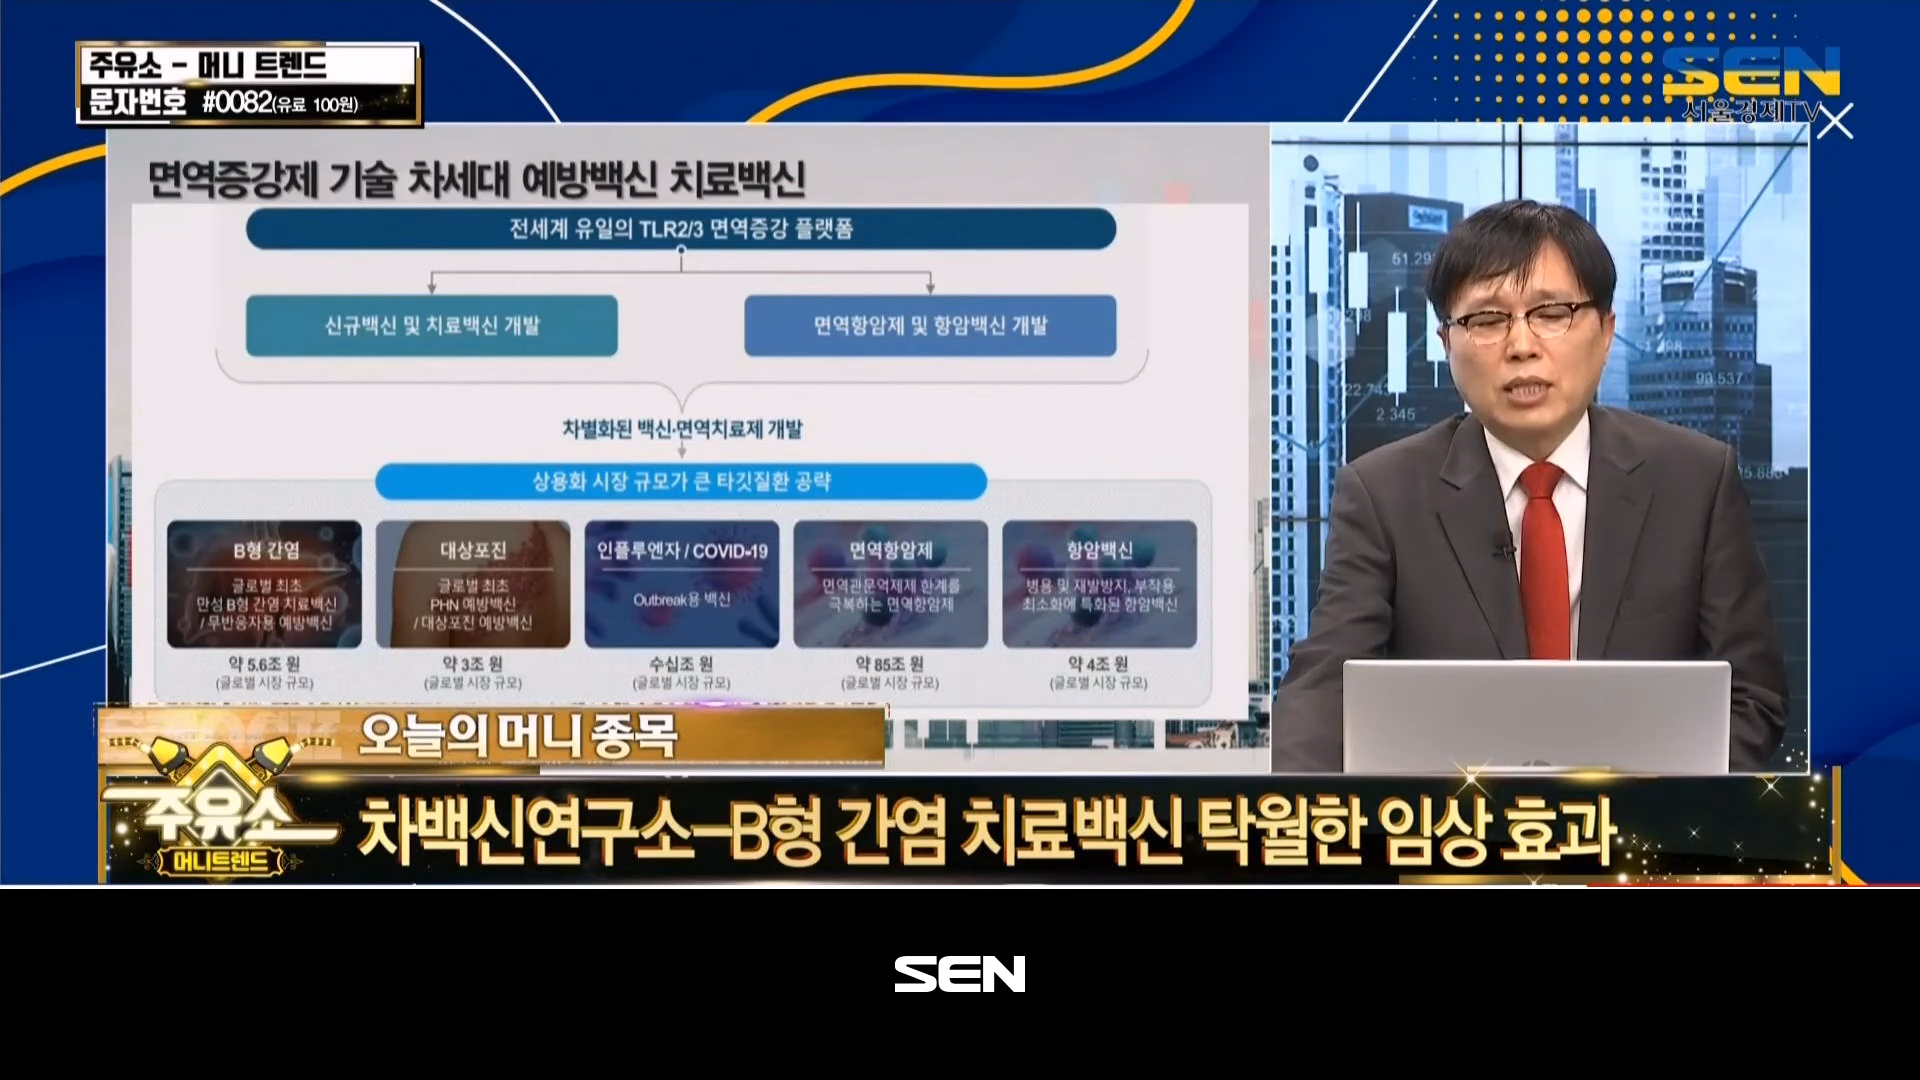 주유소 - 머니 트렌드
문자번호 #0082(유료 100원)
SEN
서울경제TV
면역증강제 기술 차세대 예방백신 치료백신
전세계 유일의 TLR2/3 면역증강 플랫폼
신규백신 및 치료백신 개발
면역항암제 및 항암백신 개발
차별화된 백신·면역치료제 개발
상용화 시장 규모가 큰 타깃질환 공략
B형 간염
글로벌 최초
만성 B형 간염 치료백신
/ 무반응자용 예방백신
약 5.6조 원
(글로벌 시장 규모)
대상포진
글로벌 최초
PHN 예방백신
/ 대상포진 예방백신
약 3조 원
(글로벌 시장 규모)
인플루엔자 / COVID-19
Outbreak용 백신
수십조 원
(글로벌 시장 규모)
면역항암제
면역관문억제제 한계를
극복하는 면역항암제
약 85조 원
(글로벌 시장 규모)
항암백신
병용 및 재발방지, 부작용
최소화에 특화된 항암백신
약 4조 원
(글로벌 시장 규모)
51.29
22.74
2.345
51.498
93.537
오늘의 머니 종목
주유소
머니트렌드
차백신연구소-B형 간염 치료백신 탁월한 임상 효과
SEN